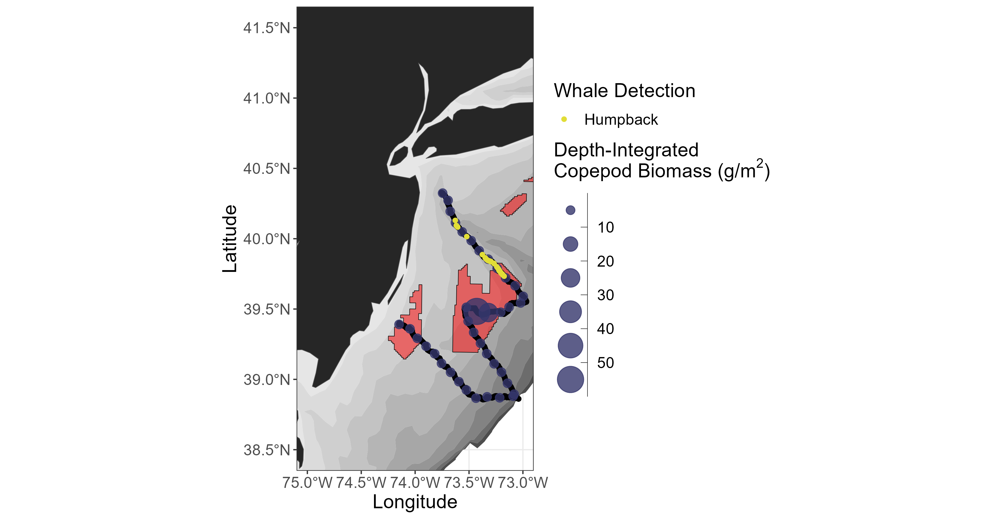 41.5°N
41.0°N
40.5°N
40.0°N
39.5°N
39.0°N
38.5°N
Latitude
75.0°W 74.5°W 74.0°W 73.5°W 73.0°W
Longitude
Whale Detection
Humpback
Depth-Integrated
Copepod Biomass (g/m²)
10
20
30
40
50